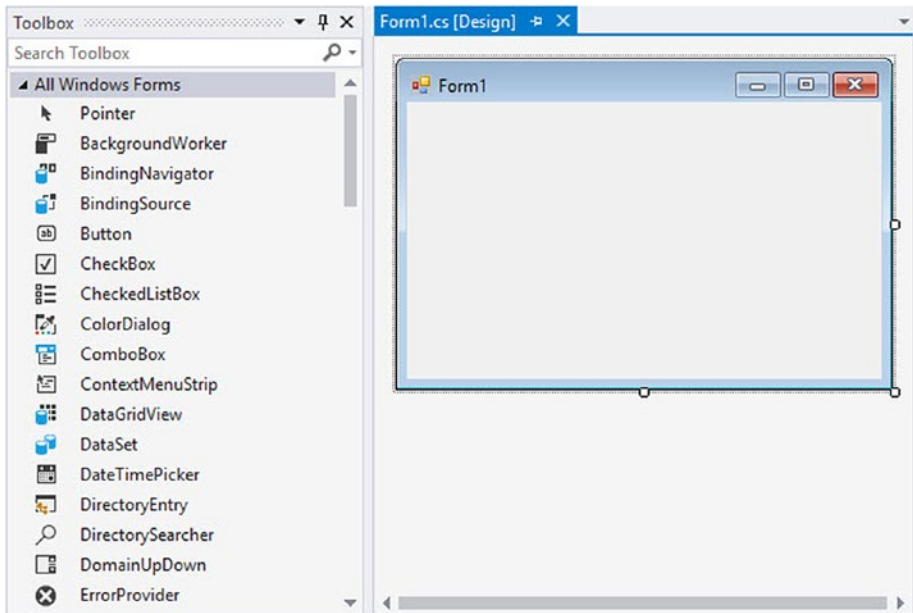 Toolbox
Search Toolbox
All Windows Forms
Pointer
BackgroundWorker
BindingNavigator
BindingSource
ab Button
CheckBox
CheckedListBox
ColorDialog
ComboBox
ContextMenuStrip
DataGridView
DataSet
DateTimePicker
DirectoryEntry
DirectorySearcher
DomainUpDown
ErrorProvider
Form1.cs [Design]
Form1